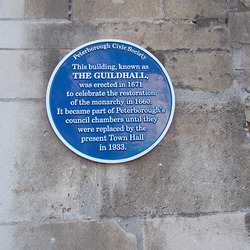 Peterborough Civic Society
This building, known as
THE GUILDHALL,
was erected in 1671
to celebrate the restoration
of the monarchy in 1660.
It became part of Peterborough's
council chambers until they
were replaced by the
present Town Hall
in 1933.